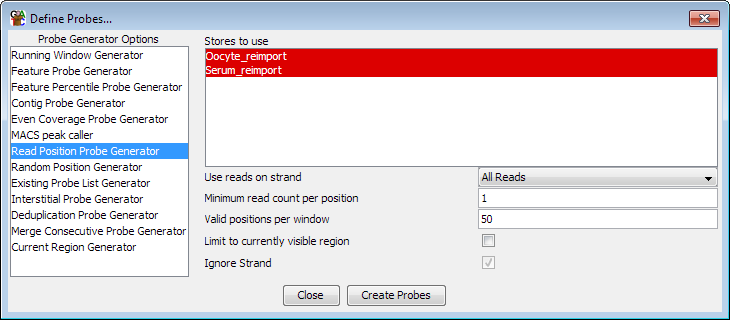 Define Probes...
Probe Generator Options
Running Window Generator
Feature Probe Generator
Feature Percentile Probe Generator
Contig Probe Generator
Even Coverage Probe Generator
MACS peak caller
Read Position Probe Generator
Random Position Generator
Existing Probe List Generator
Interstitial Probe Generator
Deduplication Probe Generator
Merge Consecutive Probe Generator
Current Region Generator
Stores to use
Oocyte_reimport
Serum_reimport
Use reads on strand All Reads
Minimum read count per position 1
Valid positions per window 50
Limit to currently visible region
Ignore Strand
Close Create Probes